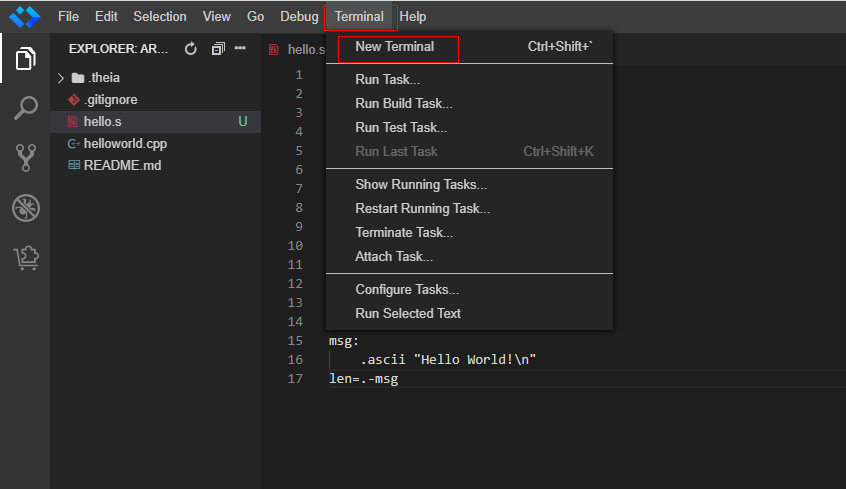 File Edit Selection View Go Debug Terminal Help
EXPLORER: AR...
.theia
.gitignore
hello.s U
helloworld.cpp
README.md
hello.s
New Terminal Ctrl+Shift+`
Run Task...
Run Build Task...
Run Test Task...
Run Last Task Ctrl+Shift+K
Show Running Tasks...
Restart Running Task...
Terminate Task...
Attach Task...
Configure Tasks...
Run Selected Text
1
2
3
4
5
6
7
8
9
10
11
12
13
14
15 msg:
16 .ascii "Hello World!\n"
17 len=.-msg